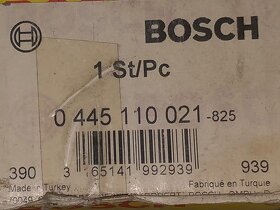 BOSCH
1 St/Pc
0 445 110 021-825
390 3 165141 992939 939
Made in Turkey Fabriqué en Turquie